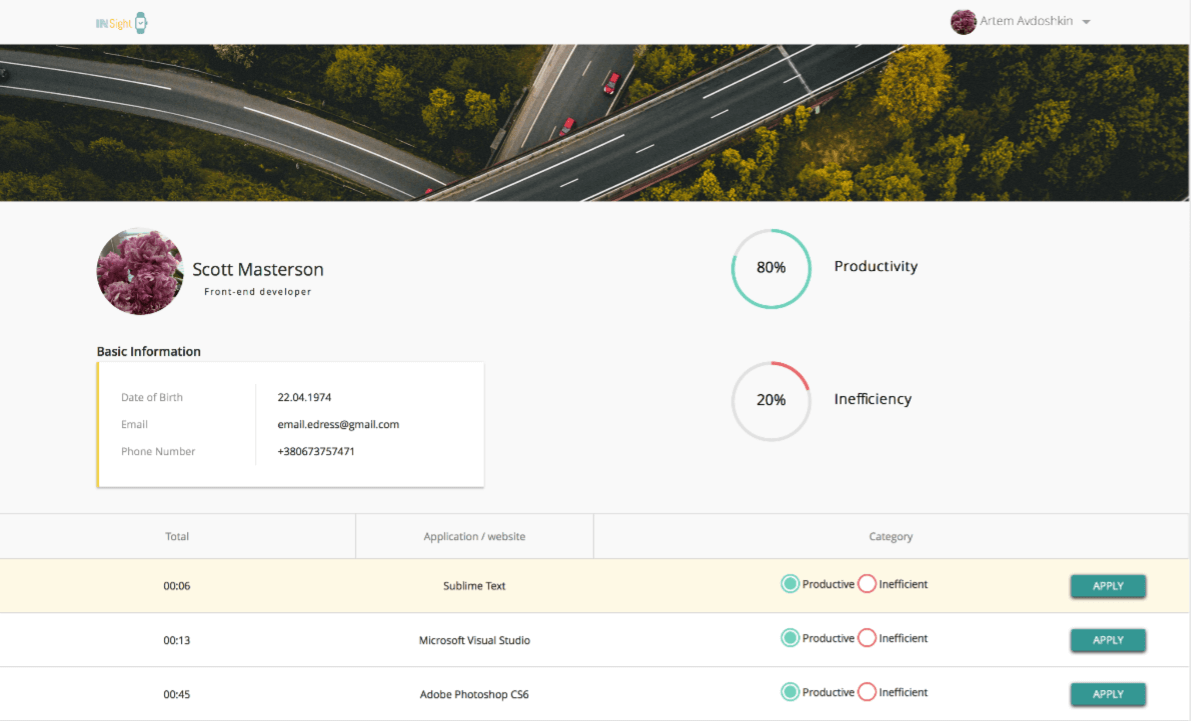 INSight
Artem Avdoshkin
Scott Masterson
Front-end developer
80%
Productivity
Basic Information
Date of Birth 22.04.1974
Email email.edress@gmail.com
Phone Number +380673757471
20%
Inefficiency
Total Application / website Category
00:06 Sublime Text Productive Inefficient APPLY
00:13 Microsoft Visual Studio Productive Inefficient APPLY
00:45 Adobe Photoshop CS6 Productive Inefficient APPLY